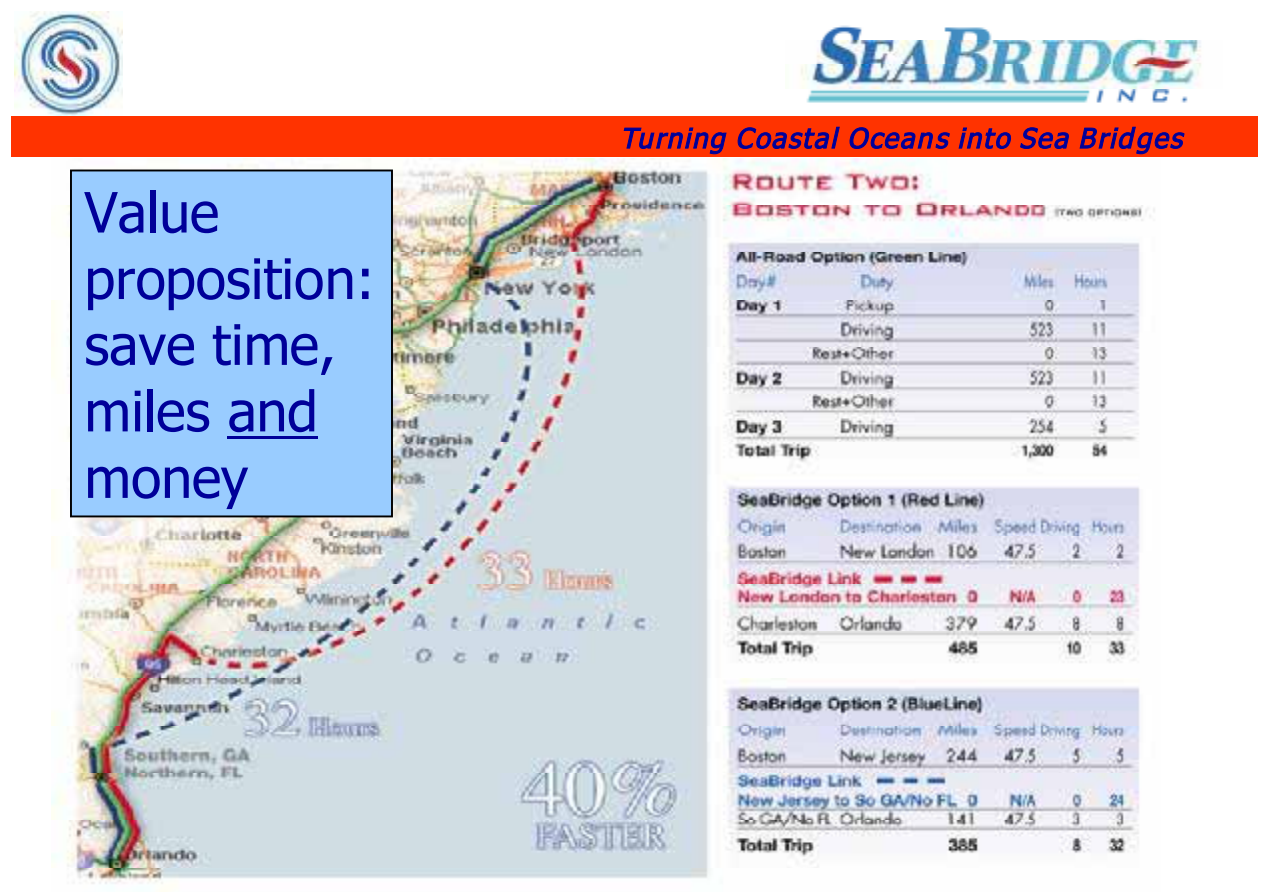 SEABRIDGE
INC.
Turning Coastal Oceans into Sea Bridges
Value
proposition:
save time,
miles and
money
Boston
Providence
Bridgeport
New London
Scranton
New York
Philadelphia
Salisbury
Virginia
Beach
Charlotte
Greenville
Kinston
NORTH
CAROLINA
Florence
Wilmington
Myrtle Beach
Charleston
95
Hilton Head Island
Savannah
Southern, GA
Northern, FL
Orlando
33 Hours
Atlantic
Ocean
32 Hours
40%
FASTER
ROUTE TWO:
BOSTON TO ORLANDO (TWO OPTIONS)
All-Road Option (Green Line)
Day# Duty Miles Hours
Day 1 Pickup 0 1
Driving 523 11
Rest+Other 0 13
Day 2 Driving 523 11
Rest+Other 0 13
Day 3 Driving 254 5
Total Trip 1,300 54
SeaBridge Option 1 (Red Line)
Origin Destination Miles Speed Driving Hours
Boston New London 106 47.5 2 2
SeaBridge Link
New London to Charleston 0 N/A 0 23
Charleston Orlando 379 47.5 8 8
Total Trip 485 10 33
SeaBridge Option 2 (BlueLine)
Origin Destination Miles Speed Driving Hours
Boston New Jersey 244 47.5 5 5
SeaBridge Link
New Jersey to So GA/No FL 0 N/A 0 24
So GA/No FL Orlando 141 47.5 3 3
Total Trip 385 8 32